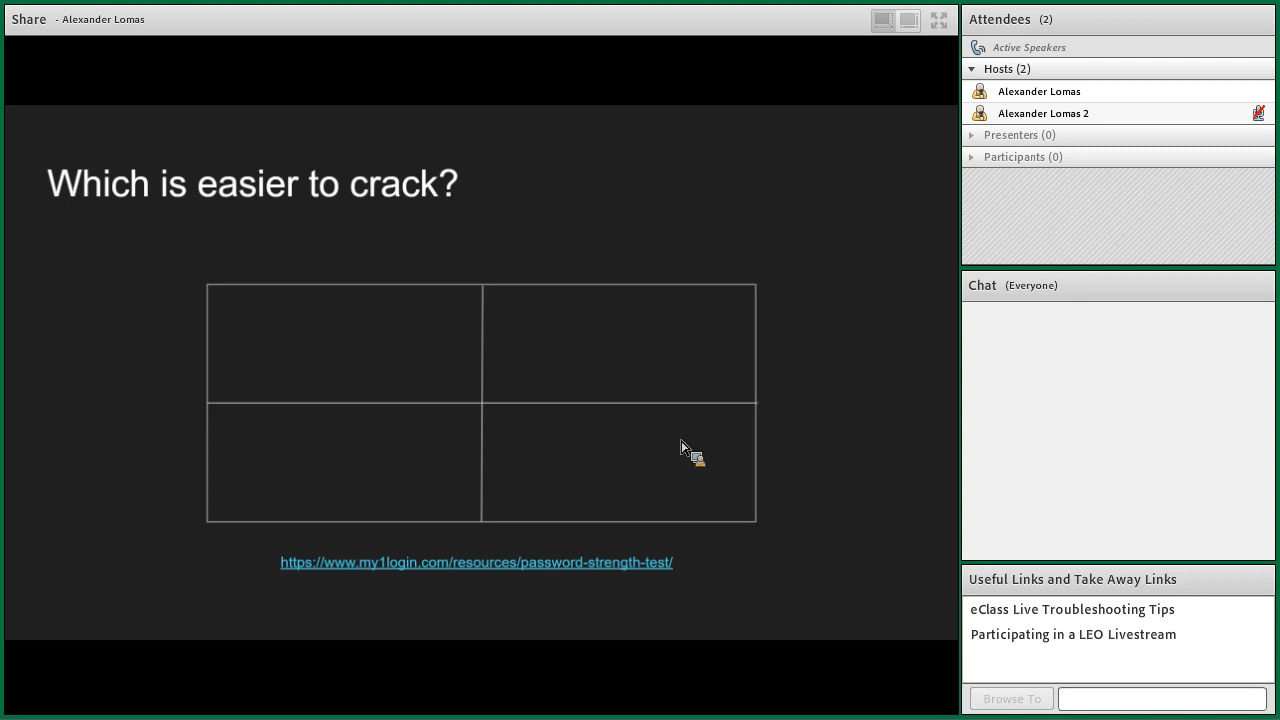 Share - Alexander Lomas
Which is easier to crack?
https://www.my1login.com/resources/password-strength-test/
Attendees (2)
Active Speakers
Hosts (2)
Alexander Lomas
Alexander Lomas 2
Presenters (0)
Participants (0)
Chat (Everyone)
Useful Links and Take Away Links
eClass Live Troubleshooting Tips
Participating in a LEO Livestream
Browse To